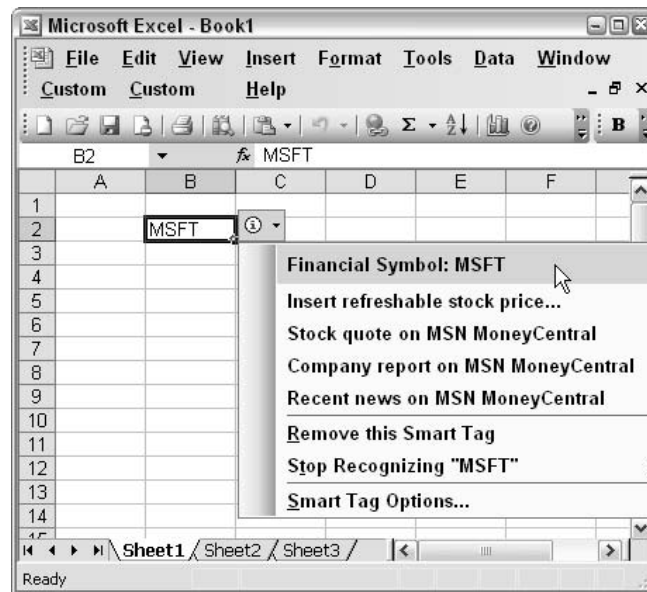 Microsoft Excel - Book1
File Edit View Insert Format Tools Data Window
Custom Custom Help
Σ A Z B
B2 fx MSFT
A B C D E F
1
2 MSFT
3
4
5
6
7
8
9
10
11
12
13
14
Financial Symbol: MSFT
Insert refreshable stock price...
Stock quote on MSN MoneyCentral
Company report on MSN MoneyCentral
Recent news on MSN MoneyCentral
Remove this Smart Tag
Stop Recognizing "MSFT"
Smart Tag Options...
Sheet1 / Sheet2 / Sheet3 /
Ready